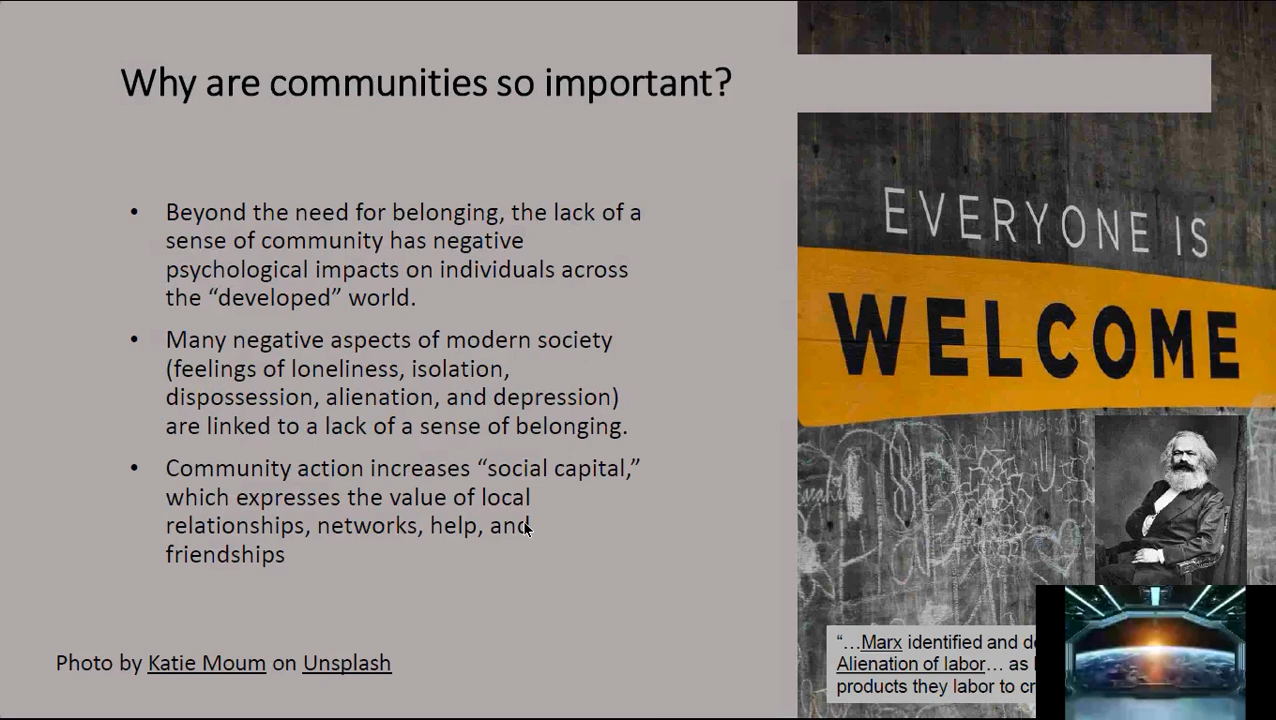 Why are communities so important?
• Beyond the need for belonging, the lack of a
sense of community has negative
psychological impacts on individuals across
the “developed” world.
• Many negative aspects of modern society
(feelings of loneliness, isolation,
dispossession, alienation, and depression)
are linked to a lack of a sense of belonging.
• Community action increases “social capital,”
which expresses the value of local
relationships, networks, help, and
friendships
Photo by Katie Moum on Unsplash
EVERYONE IS
WELCOME
“…Marx identified and
Alienation of labor… as
products they labor to